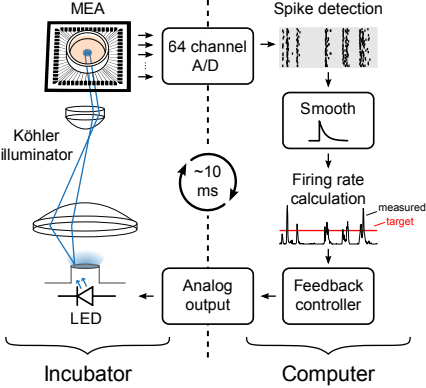 MEA
64 channel
A/D
Spike detection
Smooth
Köhler
illuminator
~10
ms
Firing rate
calculation
measured
target
Analog
output
Feedback
controller
LED
Incubator
Computer